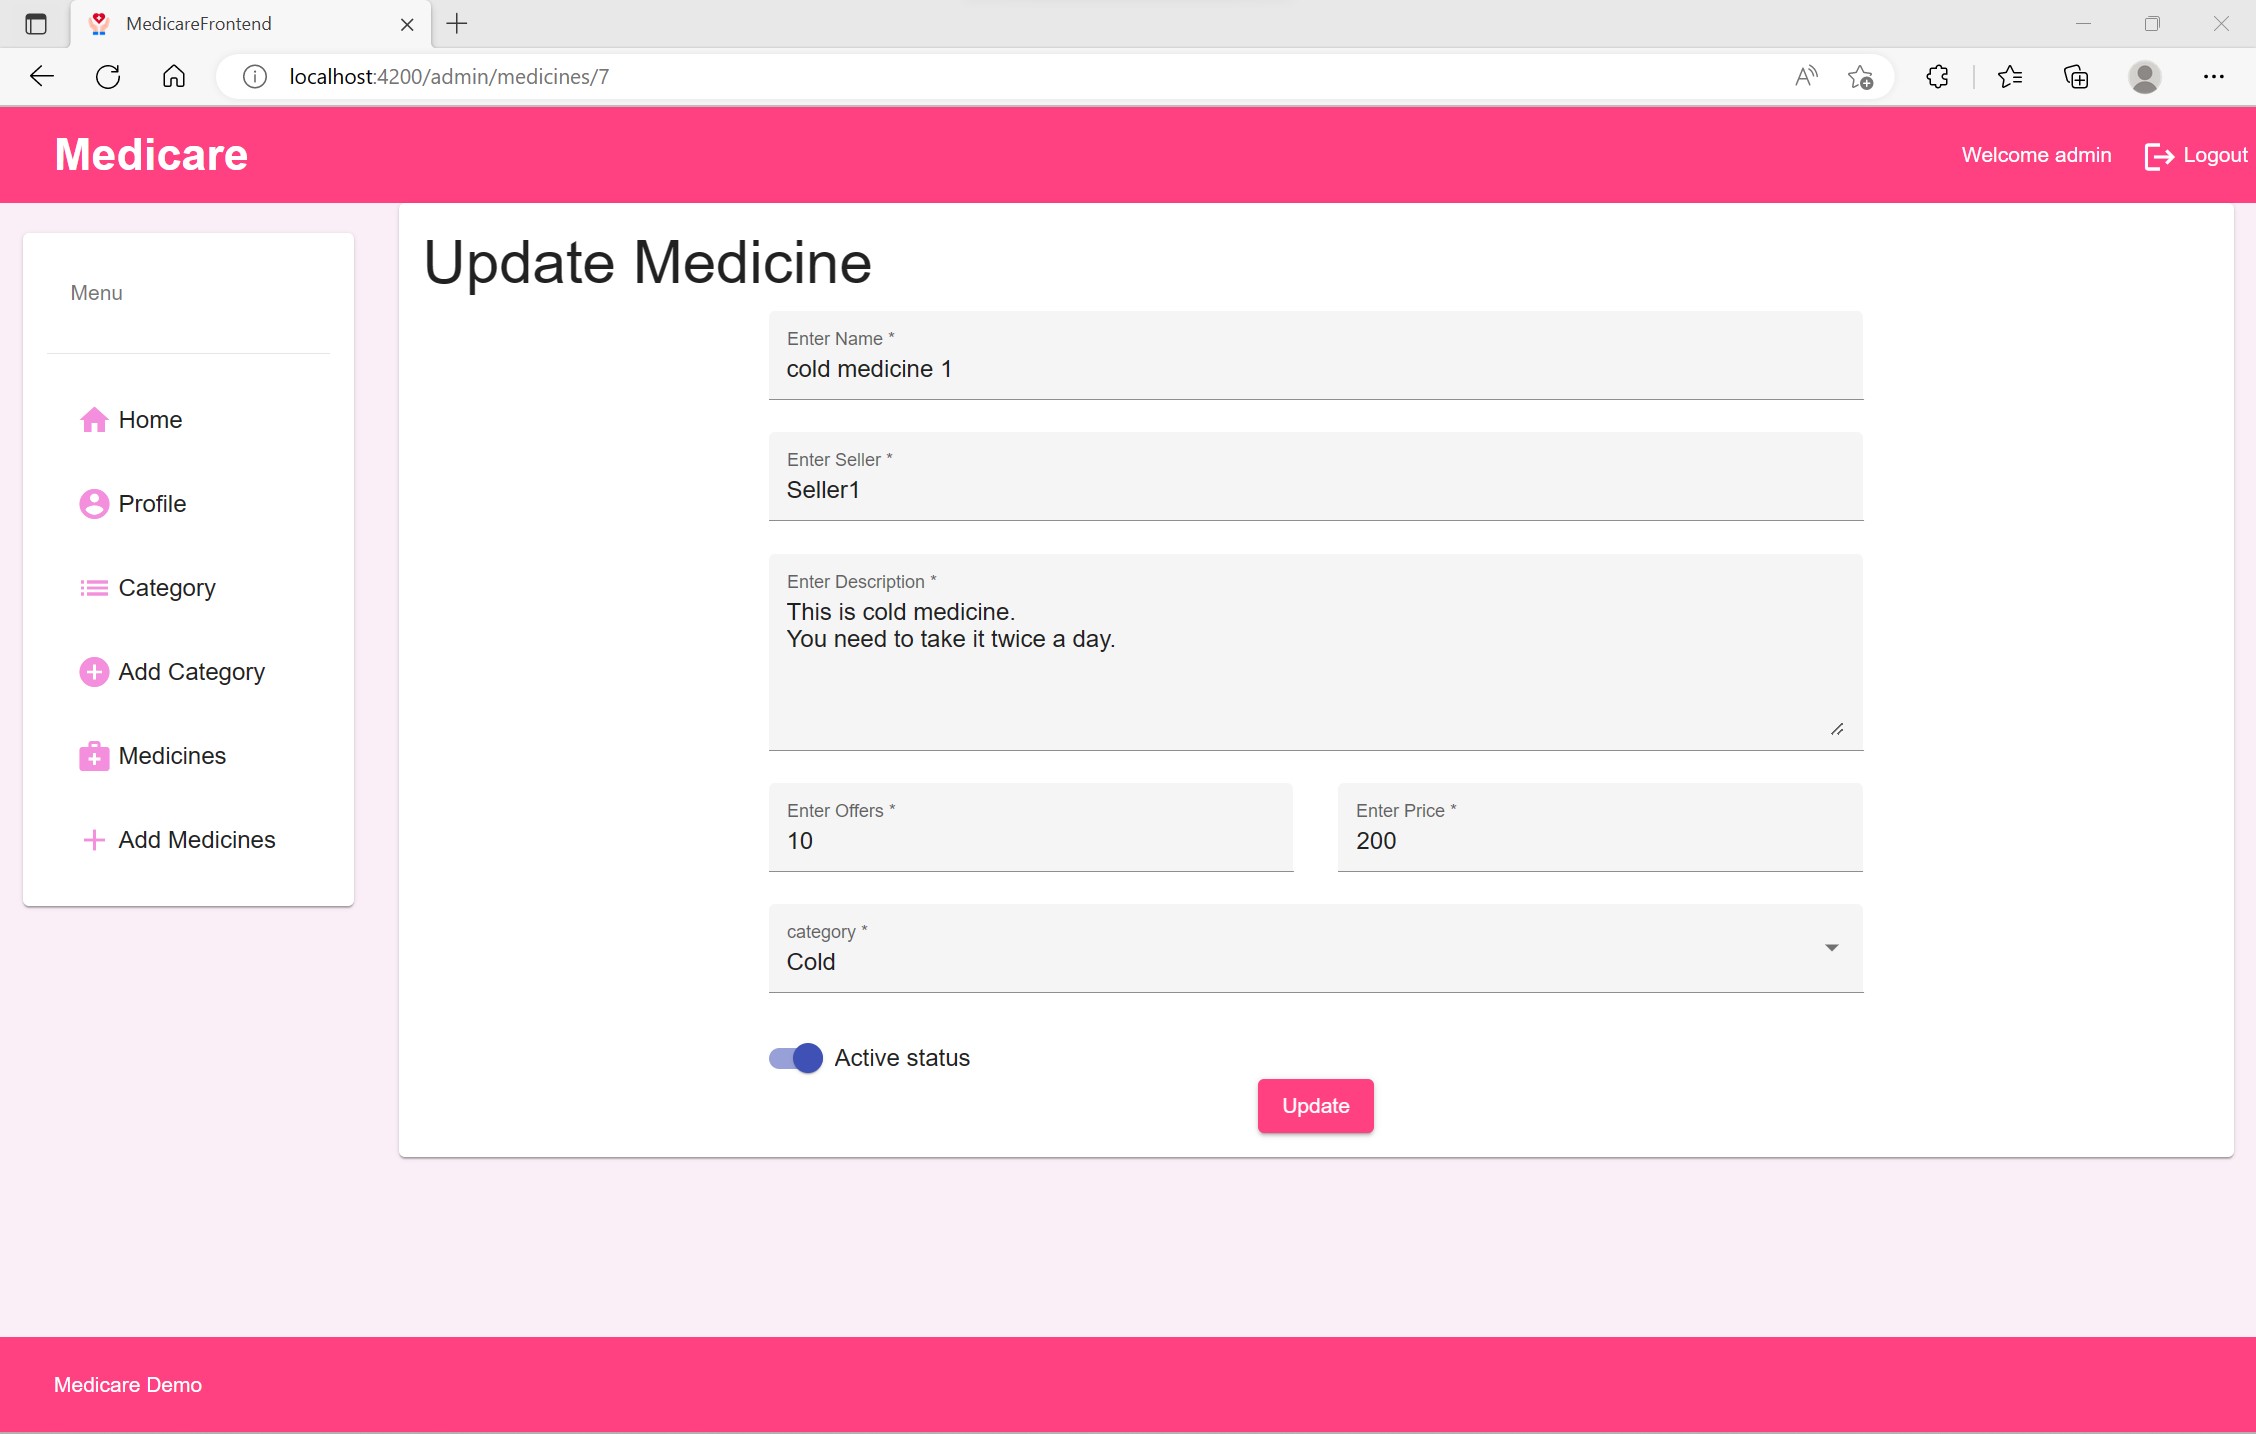 MedicareFrontend
localhost:4200/admin/medicines/7
Medicare
Welcome admin
Logout
Menu
Home
Profile
Category
Add Category
Medicines
Add Medicines
Update Medicine
Enter Name *
cold medicine 1
Enter Seller *
Seller1
Enter Description *
This is cold medicine.
You need to take it twice a day.
Enter Offers *
10
Enter Price *
200
category *
Cold
Active status
Update
Medicare Demo